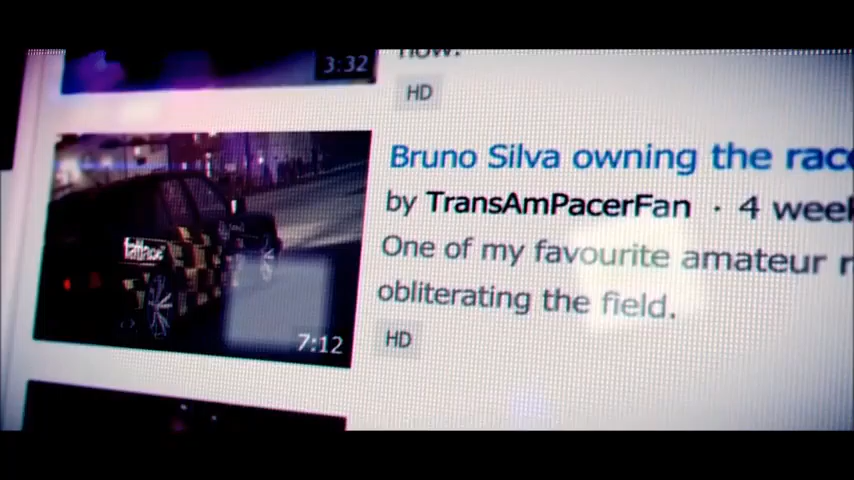 3:32
now.
HD
Bruno Silva owning the race
by TransAmPacerFan · 4 week
One of my favourite amateur r
obliterating the field.
fatlace
7:12
HD